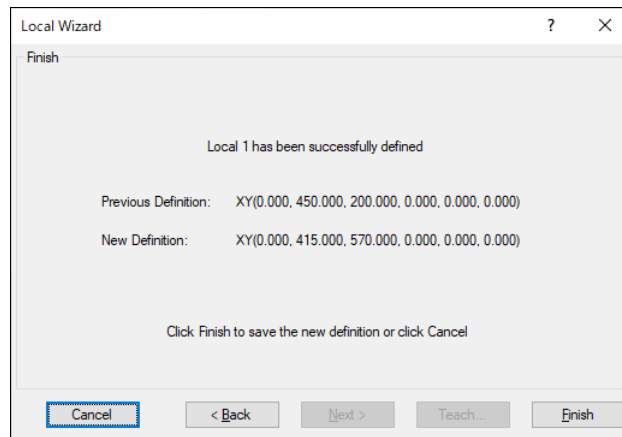 Local Wizard
?
Finish
Local 1 has been successfully defined
Previous Definition: XY(0.000, 450.000, 200.000, 0.000, 0.000, 0.000)
New Definition: XY(0.000, 415.000, 570.000, 0.000, 0.000, 0.000)
Click Finish to save the new definition or click Cancel
Cancel
< Back
Next >
Teach...
Finish